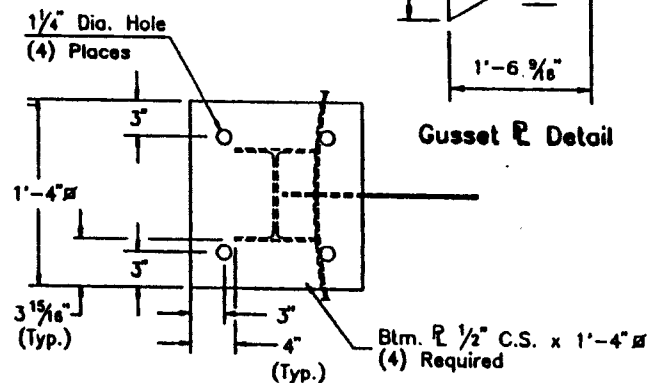 1¼" Dia. Hole
(4) Places
1'-6 9/16"
Gusset ⅊ Detail
3"
1'-4"⌀
3"
3 15/16"
(Typ.)
3"
4"
(Typ.)
Btm. ⅊ ½" C.S. x 1'-4"⌀
(4) Required